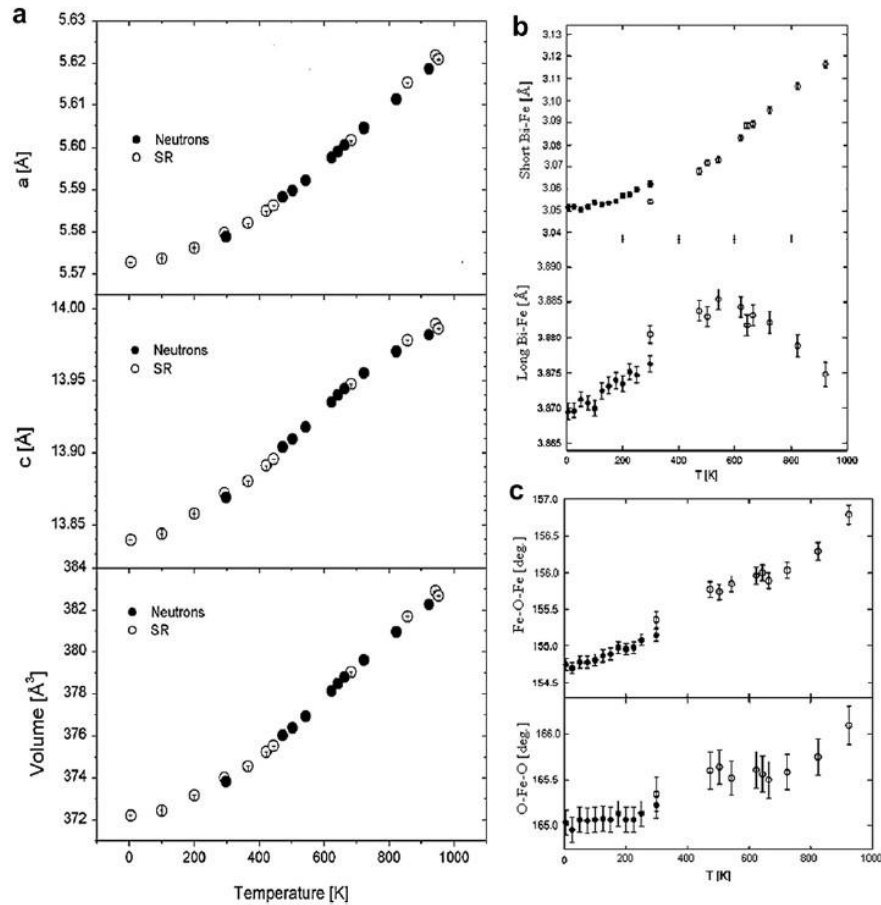 a
5.63
5.62
5.61
5.60
5.59
5.58
5.57
a [Å]
Neutrons
SR
14.00
13.95
13.90
13.85
384
c [Å]
Neutrons
SR
382
380
378
376
374
372
Volume [Å³]
Neutrons
SR
0 200 400 600 800 1000
Temperature [K]
b
3.13
3.12
3.11
3.10
3.09
3.08
3.07
3.06
3.05
3.04
Short Bi-Fe [Å]
3.890
3.885
3.880
3.875
3.870
3.865
Long Bi-Fe [Å]
0 200 400 600 800 1000
T [K]
c
157.0
156.5
156.0
155.5
155.0
154.5
Fe-O-Fe [deg.]
166.0
165.5
165.0
O-Fe-O [deg.]
0 200 400 600 800 1000
T [K]